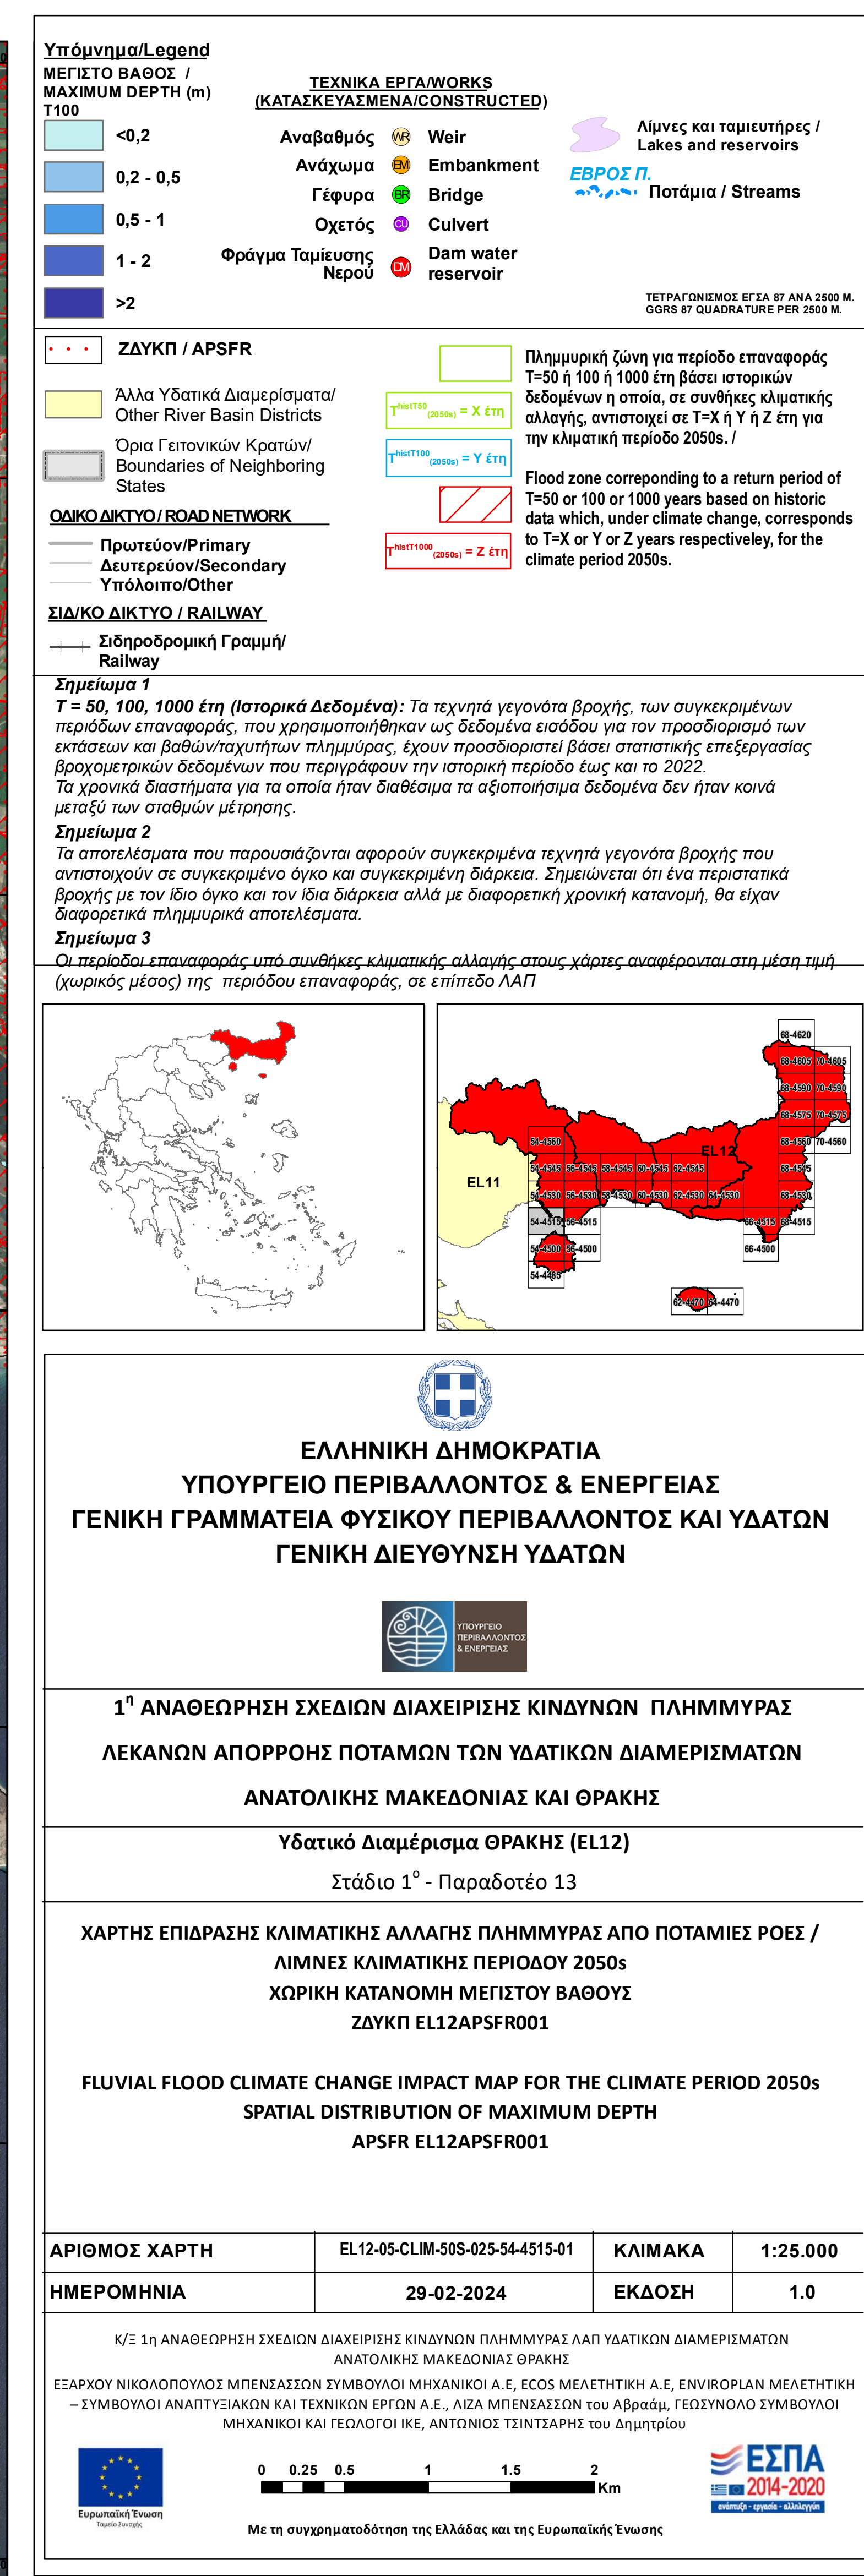 Υπόμνημα/Legend
ΜΕΓΙΣΤΟ ΒΑΘΟΣ /
MAXIMUM DEPTH (m)
T100
<0,2
0,2 - 0,5
0,5 - 1
1 - 2
>2
ΤΕΧΝΙΚΑ ΕΡΓΑ/WORKS
(ΚΑΤΑΣΚΕΥΑΣΜΕΝΑ/CONSTRUCTED)
Αναβαθμός WR Weir
Ανάχωμα EM Embankment
Γέφυρα BR Bridge
Οχετός CU Culvert
Φράγμα Ταμίευσης Νερού DM Dam water reservoir
Λίμνες και ταμιευτήρες /
Lakes and reservoirs
ΕΒΡΟΣ Π.
Ποτάμια / Streams
ΤΕΤΡΑΓΩΝΙΣΜΟΣ ΕΓΣΑ 87 ΑΝΑ 2500 Μ.
GGRS 87 QUADRATURE PER 2500 M.
ΖΔΥΚΠ / APSFR
Άλλα Υδατικά Διαμερίσματα/
Other River Basin Districts
Όρια Γειτονικών Κρατών/
Boundaries of Neighboring
States
ΟΔΙΚΟ ΔΙΚΤΥΟ / ROAD NETWORK
Πρωτεύον/Primary
Δευτερεύον/Secondary
Υπόλοιπο/Other
ΣΙΔ/ΚΟ ΔΙΚΤΥΟ / RAILWAY
Σιδηροδρομική Γραμμή/
Railway
T histT50 (2050s) = X έτη
T histT100 (2050s) = Y έτη
T histT1000 (2050s) = Z έτη
Πλημμυρική ζώνη για περίοδο επαναφοράς
T=50 ή 100 ή 1000 έτη βάσει ιστορικών
δεδομένων η οποία, σε συνθήκες κλιματικής
αλλαγής, αντιστοιχεί σε T=X ή Y ή Z έτη για
την κλιματική περίοδο 2050s. /
Flood zone correponding to a return period of
T=50 or 100 or 1000 years based on historic
data which, under climate change, corresponds
to T=X or Y or Z years respectiveley, for the
climate period 2050s.
Σημείωμα 1
T = 50, 100, 1000 έτη (Ιστορικά Δεδομένα): Τα τεχνητά γεγονότα βροχής, των συγκεκριμένων
περιόδων επαναφοράς, που χρησιμοποιήθηκαν ως δεδομένα εισόδου για τον προσδιορισμό των
εκτάσεων και βαθών/ταχυτήτων πλημμύρας, έχουν προσδιοριστεί βάσει στατιστικής επεξεργασίας
βροχομετρικών δεδομένων που περιγράφουν την ιστορική περίοδο έως και το 2022.
Τα χρονικά διαστήματα για τα οποία ήταν διαθέσιμα τα αξιοποιήσιμα δεδομένα δεν ήταν κοινά
μεταξύ των σταθμών μέτρησης.
Σημείωμα 2
Τα αποτελέσματα που παρουσιάζονται αφορούν συγκεκριμένα τεχνητά γεγονότα βροχής που
αντιστοιχούν σε συγκεκριμένο όγκο και συγκεκριμένη διάρκεια. Σημειώνεται ότι ένα περιστατικά
βροχής με τον ίδιο όγκο και τον ίδια διάρκεια αλλά με διαφορετική χρονική κατανομή, θα είχαν
διαφορετικά πλημμυρικά αποτελέσματα.
Σημείωμα 3
Οι περίοδοι επαναφοράς υπό συνθήκες κλιματικής αλλαγής στους χάρτες αναφέρονται στη μέση τιμή
(χωρικός μέσος) της περιόδου επαναφοράς, σε επίπεδο ΛΑΠ
68-4620
68-4605 70-4605
68-4590 70-4590
68-4575 70-4575
54-4560 EL12 68-4560 70-4560
EL11
54-4545 56-4545 58-4545 60-4545 62-4545 68-4545
54-4530 56-4530 58-4530 60-4530 62-4530 64-4530 68-4530
54-4515 56-4515 66-4515 68-4515
54-4500 56-4500 66-4500
54-4485
62-4470 64-4470
ΕΛΛΗΝΙΚΗ ΔΗΜΟΚΡΑΤΙΑ
ΥΠΟΥΡΓΕΙΟ ΠΕΡΙΒΑΛΛΟΝΤΟΣ & ΕΝΕΡΓΕΙΑΣ
ΓΕΝΙΚΗ ΓΡΑΜΜΑΤΕΙΑ ΦΥΣΙΚΟΥ ΠΕΡΙΒΑΛΛΟΝΤΟΣ ΚΑΙ ΥΔΑΤΩΝ
ΓΕΝΙΚΗ ΔΙΕΥΘΥΝΣΗ ΥΔΑΤΩΝ
ΥΠΟΥΡΓΕΙΟ
ΠΕΡΙΒΑΛΛΟΝΤΟΣ
& ΕΝΕΡΓΕΙΑΣ
1η ΑΝΑΘΕΩΡΗΣΗ ΣΧΕΔΙΩΝ ΔΙΑΧΕΙΡΙΣΗΣ ΚΙΝΔΥΝΩΝ ΠΛΗΜΜΥΡΑΣ
ΛΕΚΑΝΩΝ ΑΠΟΡΡΟΗΣ ΠΟΤΑΜΩΝ ΤΩΝ ΥΔΑΤΙΚΩΝ ΔΙΑΜΕΡΙΣΜΑΤΩΝ
ΑΝΑΤΟΛΙΚΗΣ ΜΑΚΕΔΟΝΙΑΣ ΚΑΙ ΘΡΑΚΗΣ
Υδατικό Διαμέρισμα ΘΡΑΚΗΣ (EL12)
Στάδιο 1ο - Παραδοτέο 13
ΧΑΡΤΗΣ ΕΠΙΔΡΑΣΗΣ ΚΛΙΜΑΤΙΚΗΣ ΑΛΛΑΓΗΣ ΠΛΗΜΜΥΡΑΣ ΑΠΟ ΠΟΤΑΜΙΕΣ ΡΟΕΣ /
ΛΙΜΝΕΣ ΚΛΙΜΑΤΙΚΗΣ ΠΕΡΙΟΔΟΥ 2050s
ΧΩΡΙΚΗ ΚΑΤΑΝΟΜΗ ΜΕΓΙΣΤΟΥ ΒΑΘΟΥΣ
ΖΔΥΚΠ EL12APSFR001
FLUVIAL FLOOD CLIMATE CHANGE IMPACT MAP FOR THE CLIMATE PERIOD 2050s
SPATIAL DISTRIBUTION OF MAXIMUM DEPTH
APSFR EL12APSFR001
ΑΡΙΘΜΟΣ ΧΑΡΤΗ EL12-05-CLIM-50S-025-54-4515-01 ΚΛΙΜΑΚΑ 1:25.000
ΗΜΕΡΟΜΗΝΙΑ 29-02-2024 ΕΚΔΟΣΗ 1.0
Κ/Ξ 1η ΑΝΑΘΕΩΡΗΣΗ ΣΧΕΔΙΩΝ ΔΙΑΧΕΙΡΙΣΗΣ ΚΙΝΔΥΝΩΝ ΠΛΗΜΜΥΡΑΣ ΛΑΠ ΥΔΑΤΙΚΩΝ ΔΙΑΜΕΡΙΣΜΑΤΩΝ
ΑΝΑΤΟΛΙΚΗΣ ΜΑΚΕΔΟΝΙΑΣ ΘΡΑΚΗΣ
ΕΞΑΡΧΟΥ ΝΙΚΟΛΟΠΟΥΛΟΣ ΜΠΕΝΣΑΣΣΩΝ ΣΥΜΒΟΥΛΟΙ ΜΗΧΑΝΙΚΟΙ Α.Ε, ECOS ΜΕΛΕΤΗΤΙΚΗ Α.Ε, ENVIROPLAN ΜΕΛΕΤΗΤΙΚΗ
– ΣΥΜΒΟΥΛΟΙ ΑΝΑΠΤΥΞΙΑΚΩΝ ΚΑΙ ΤΕΧΝΙΚΩΝ ΕΡΓΩΝ Α.Ε., ΛΙΖΑ ΜΠΕΝΣΑΣΣΩΝ του Αβραάμ, ΓΕΩΣΥΝΟΛΟ ΣΥΜΒΟΥΛΟΙ
ΜΗΧΑΝΙΚΟΙ ΚΑΙ ΓΕΩΛΟΓΟΙ ΙΚΕ, ΑΝΤΩΝΙΟΣ ΤΣΙΝΤΣΑΡΗΣ του Δημητρίου
0 0.25 0.5 1 1.5 2
Km
Ευρωπαϊκή Ένωση
Ταμείο Συνοχής
ΕΣΠΑ
2014-2020
ανάπτυξη - εργασία - αλληλεγγύη
Με τη συγχρηματοδότηση της Ελλάδας και της Ευρωπαϊκής Ένωσης